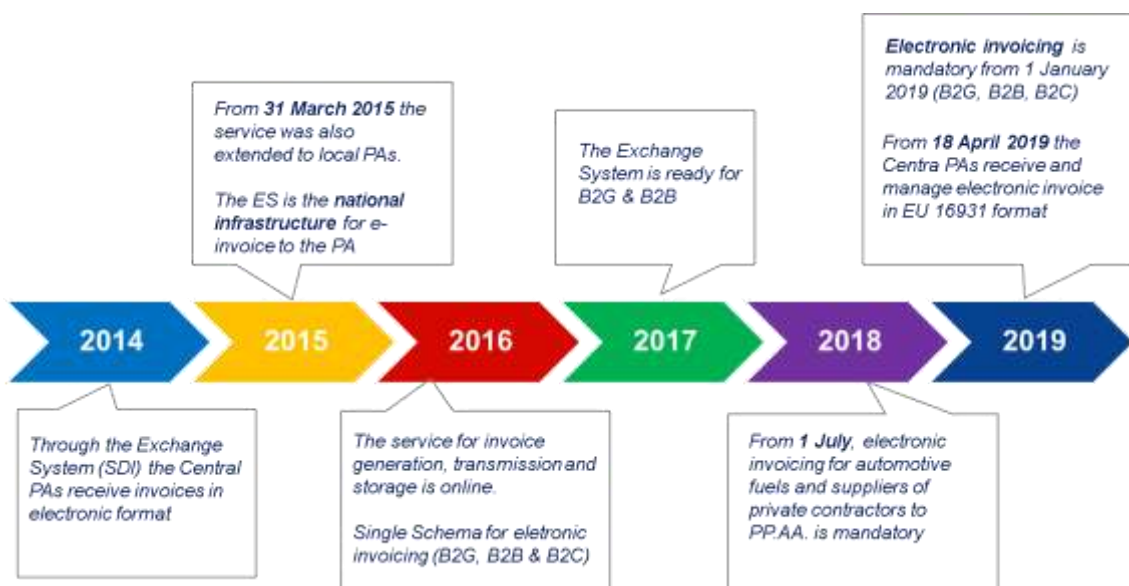 Electronic invoicing is
mandatory from 1 January
2019 (B2G, B2B, B2C)
From 18 April 2019 the
Centra PAs receive and
manage electronic invoice
in EU 16931 format
From 31 March 2015 the
service was also
extended to local PAs.
The ES is the national
infrastructure for e-
invoice to the PA
The Exchange
System is ready for
B2G & B2B
2014
2015
2016
2017
2018
2019
Through the Exchange
System (SDI) the Central
PAs receive invoices in
electronic format
The service for invoice
generation, transmission and
storage is online.
Single Schema for eletronic
invoicing (B2G, B2B & B2C)
From 1 July, electronic
invoicing for automotive
fuels and suppliers of
private contractors to
PP.AA. is mandatory